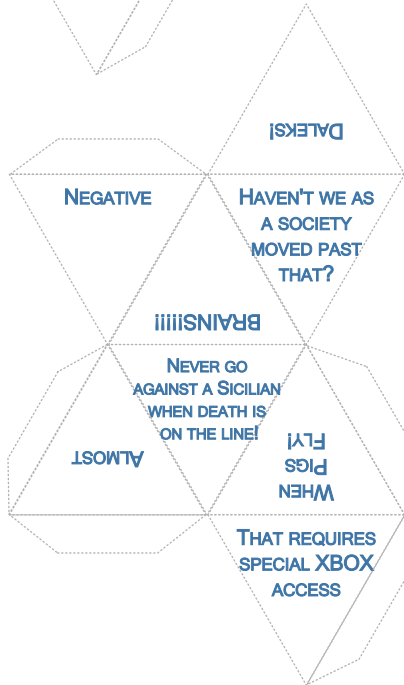 Daleks!
Negative
Haven't we as
a society
moved past
that?
BRAINS!!!!!
Never go
against a Sicilian
when death is
on the line!
Almost
When
Pigs
Fly!
That requires
special XBOX
access